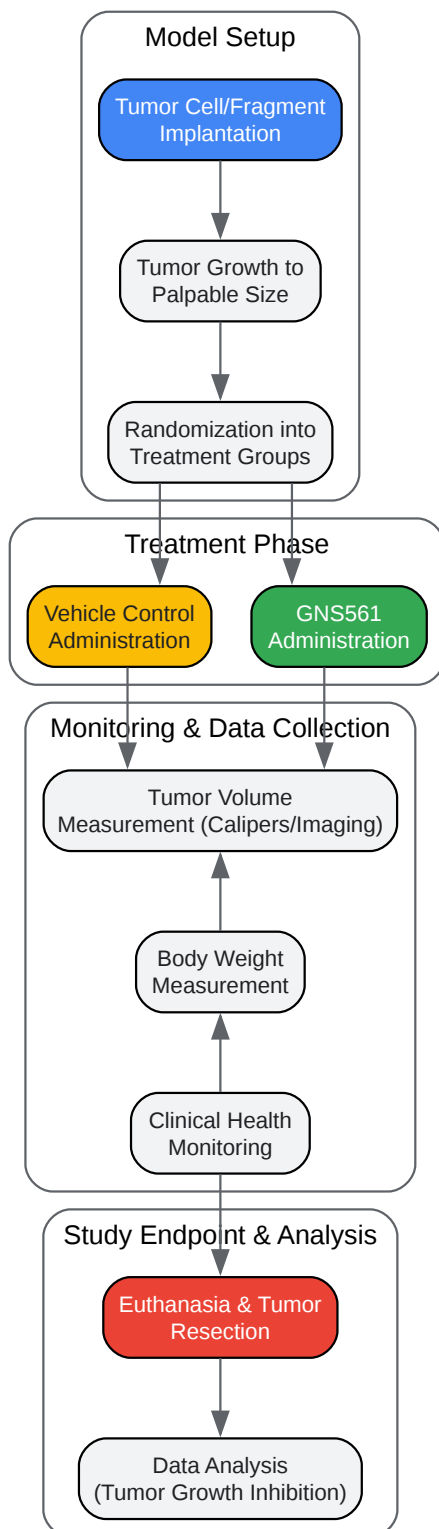 Model Setup
Tumor Cell/Fragment
Implantation
Tumor Growth to
Palpable Size
Randomization into
Treatment Groups
Treatment Phase
Vehicle Control
Administration
GNS561
Administration
Monitoring & Data Collection
Tumor Volume
Measurement (Calipers/Imaging)
Body Weight
Measurement
Clinical Health
Monitoring
Study Endpoint & Analysis
Euthanasia & Tumor
Resection
Data Analysis
(Tumor Growth Inhibition)